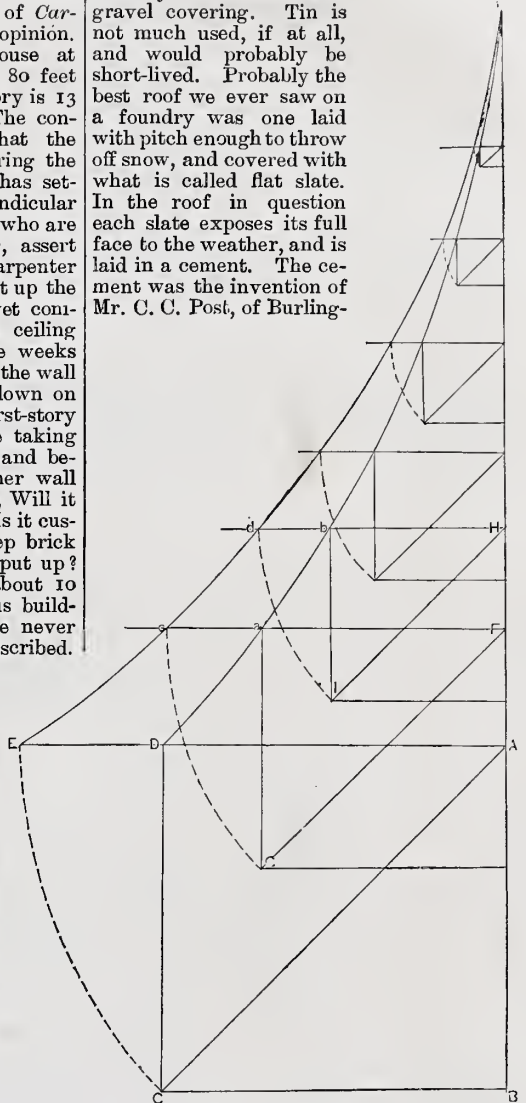 of Car-
opinion.
ouse at
80 feet
ory is 13
The con-
hat the
ring the
has set-
ndicular
who are
, assert
arpenter
t up the
et com-
ceiling
e weeks
the wall
down on
rst-story
taking
and be-
er wall
Will it
s it cus-
ep brick
put up?
bout 10
s build-
e never
scribed.
gravel covering. Tin is
not much used, if at all,
and would probably be
short-lived. Probably the
best roof we ever saw on
a foundry was one laid
with pitch enough to throw
off snow, and covered with
what is called flat slate.
In the roof in question
each slate exposes its full
face to the weather, and is
laid in a cement. The ce-
ment was the invention of
Mr. C. C. Post, of Burling-
d b H
c a F
I
E D A
G
C B